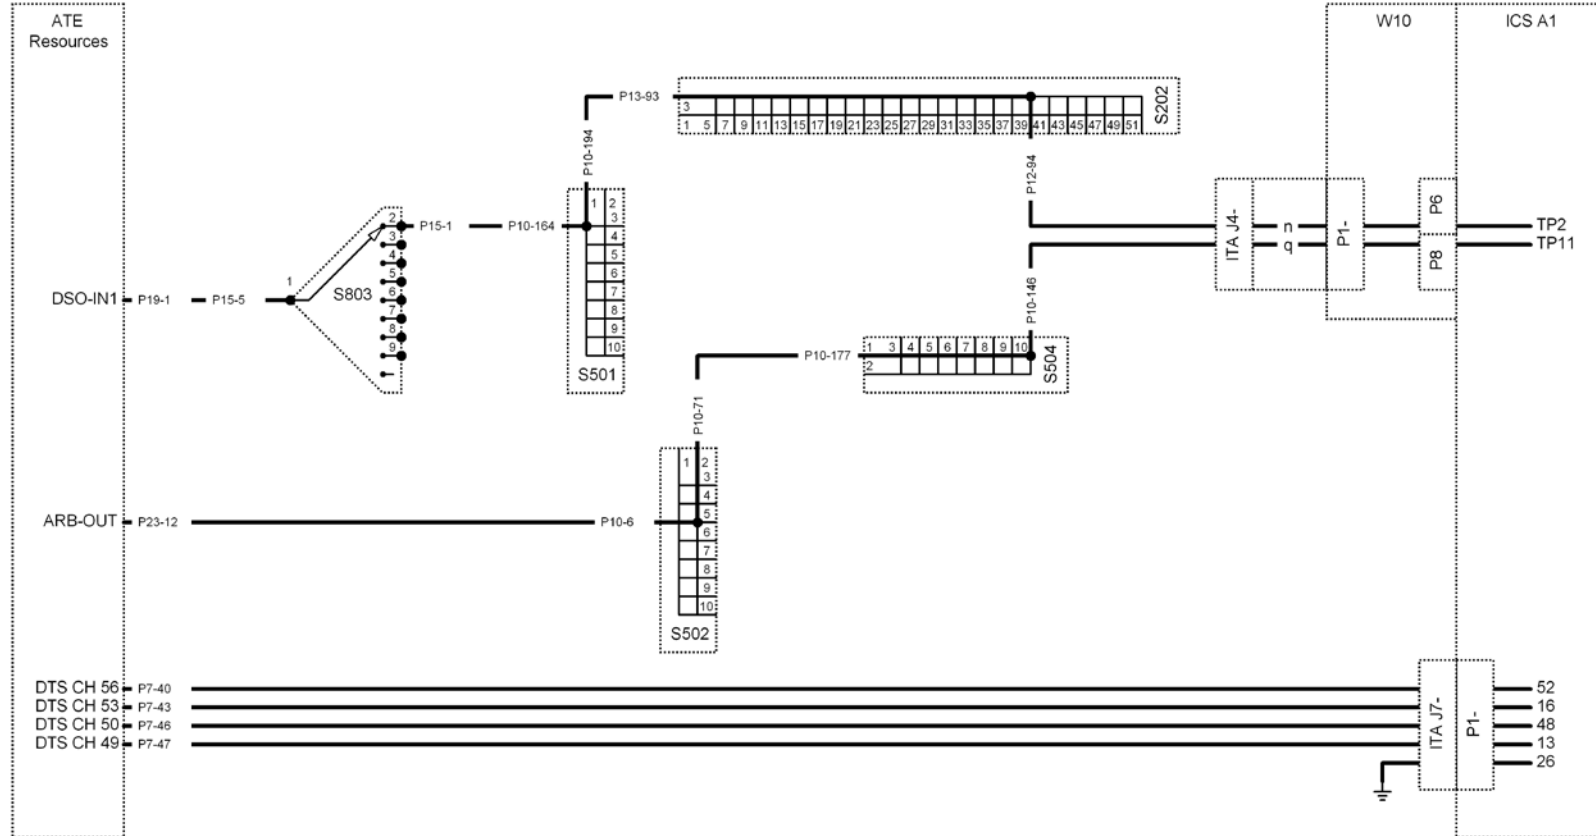 ATE
Resources
W10
ICS A1
P13-93
3
1 5 7 9 11 13 15 17 19 21 23 25 27 29 31 33 35 37 39 41 43 45 47 49 51
S202
P10-194
P12-94
1 2
3
4
5
6
7
8
9
10
S501
2
3
4
5
6
7
8
9
1
S803
P15-1
P10-164
DSO-IN1
P19-1
P15-5
ITA J4-
n
q
P1-
P6
P8
TP2
TP11
P10-146
P10-177
1 3 4 5 6 7 8 9 10
2
S504
P10-71
1 2
3
4
5
6
7
8
9
10
S502
ARB-OUT
P23-12
P10-6
DTS CH 56 P7-40
DTS CH 53 P7-43
DTS CH 50 P7-46
DTS CH 49 P7-47
ITA J7-
P1-
52
16
48
13
26